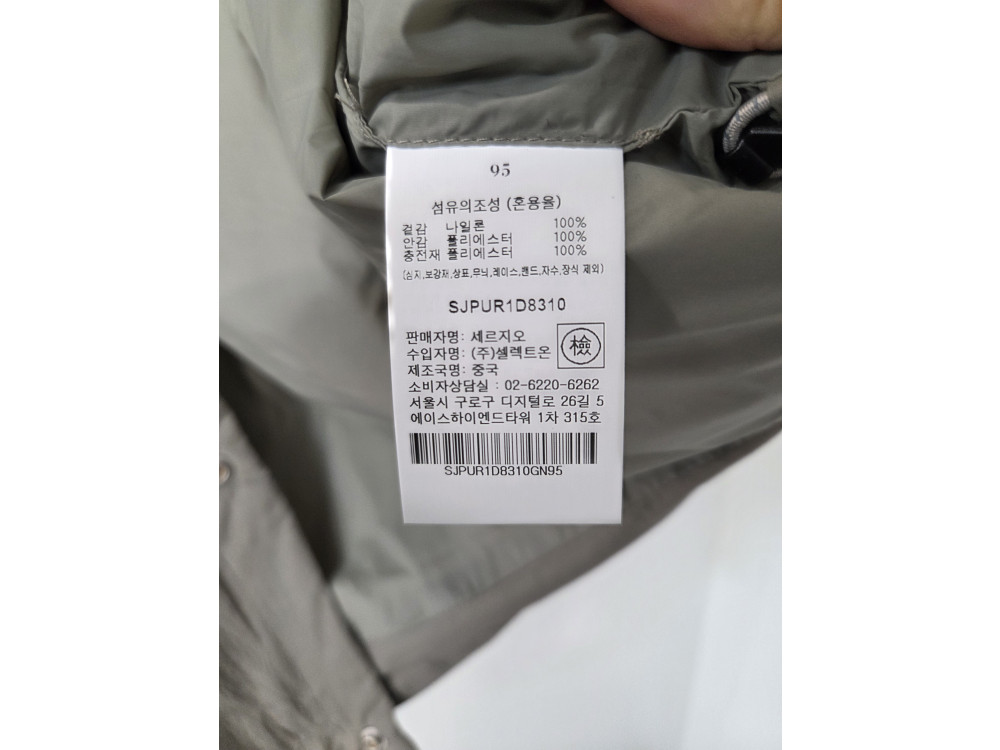 95
섬유의조성 (혼용율)
겉감 나일론 100%
안감 폴리에스터 100%
충전재 폴리에스터 100%
(심지,보강재,상표,무늬,레이스,밴드,자수,장식 제외)
SJPUR1D8310
판매자명: 세르지오
수입자명: (주)셀렉트온
檢
제조국명: 중국
소비자상담실 : 02-6220-6262
서울시 구로구 디지털로 26길 5
에이스하이엔드타워 1차 315호
SJPUR1D8310GN95